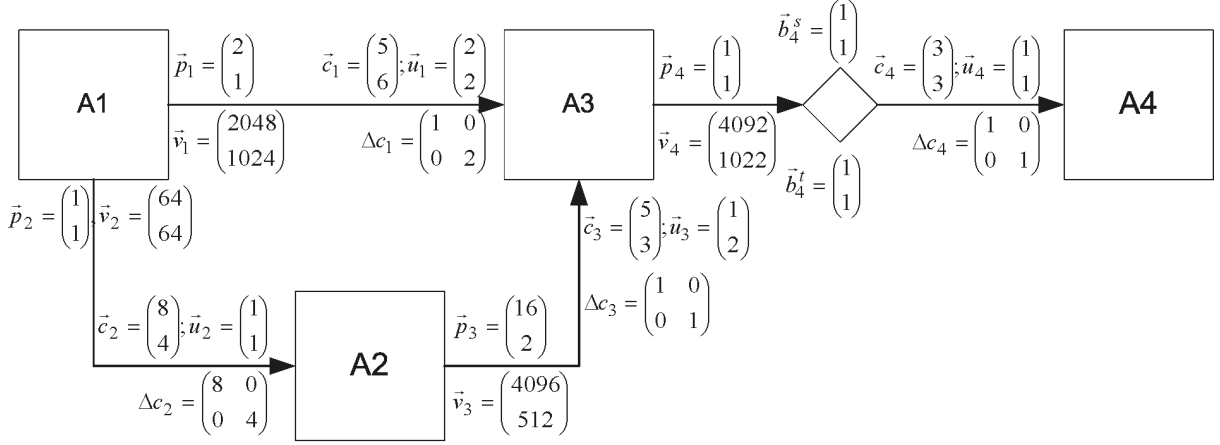 A1
p⃗₁ = (2 1)
v⃗₁ = (2048 1024)
c⃗₁ = (5 6); u⃗₁ = (2 2)
Δc₁ = (1 0 0 2)
A3
p⃗₄ = (1 1)
v⃗₄ = (4092 1022)
b⃗₄ˢ = (1 1)
b⃗₄ᵗ = (1 1)
c⃗₄ = (3 3); u⃗₄ = (1 1)
Δc₄ = (1 0 0 1)
A4
p⃗₂ = (1 1), v⃗₂ = (64 64)
c⃗₃ = (5 3); u⃗₃ = (1 2)
Δc₃ = (1 0 0 1)
c⃗₂ = (8 4); u⃗₂ = (1 1)
Δc₂ = (8 0 0 4)
A2
p⃗₃ = (16 2)
v⃗₃ = (4096 512)